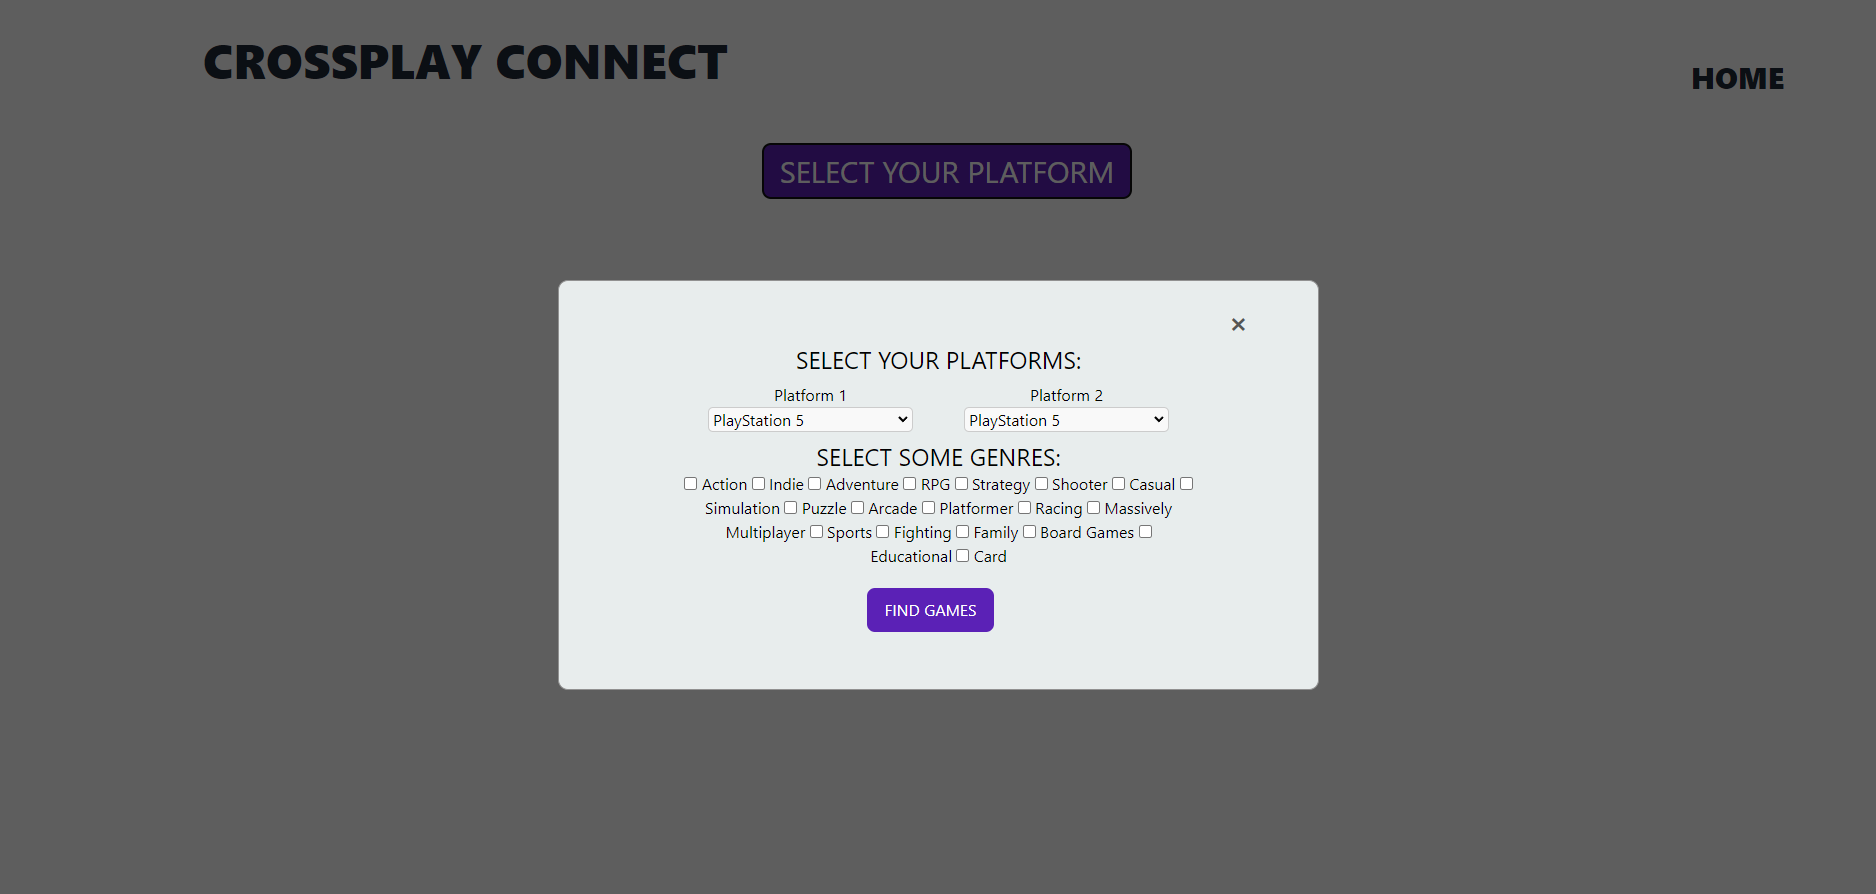 CROSSPLAY CONNECT
HOME
SELECT YOUR PLATFORM
×
SELECT YOUR PLATFORMS:
Platform 1 Platform 2
PlayStation 5 PlayStation 5
SELECT SOME GENRES:
Action Indie Adventure RPG Strategy Shooter Casual
Simulation Puzzle Arcade Platformer Racing Massively
Multiplayer Sports Fighting Family Board Games
Educational Card
FIND GAMES